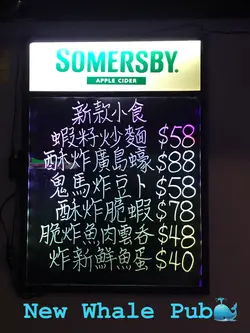 SOMERSBY.
APPLE CIDER
新款小食
蝦籽炒麵 $58
酥炸廣島蠔 $88
鬼馬炸豆卜 $58
酥炸脆蝦 $78
脆炸魚肉雲吞 $48
炸新鮮魚蛋 $40
New Whale Pub🐳